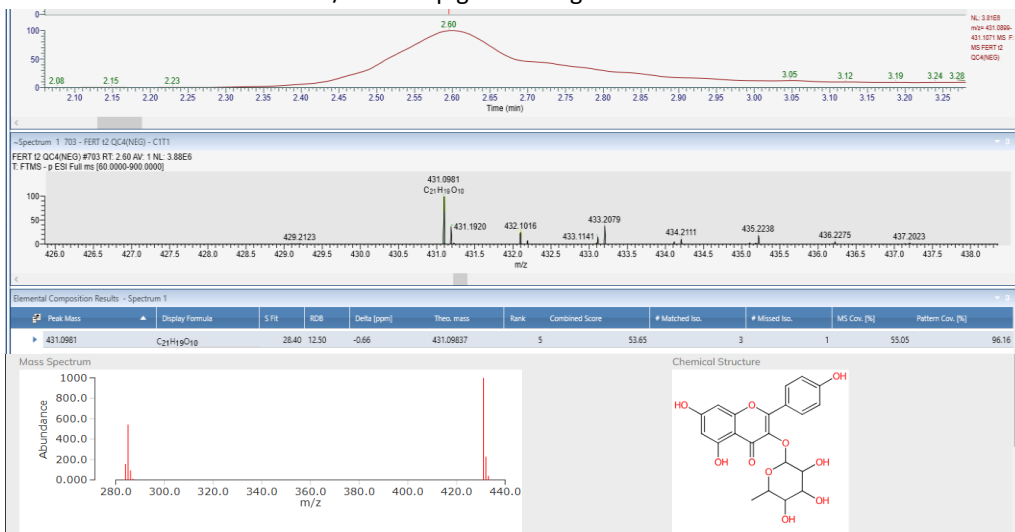 0
2.60
100
50
0
2.08 2.15 2.23 3.05 3.12 3.19 3.24 3.28
2.10 2.15 2.20 2.25 2.30 2.35 2.40 2.45 2.50 2.55 2.60 2.65 2.70 2.75 2.80 2.85 2.90 2.95 3.00 3.05 3.10 3.15 3.20 3.25
Time (min)
NL: 3.81E8
m/z= 431.0899-
431.1071 MS F:
MS FERT t2
QC4(NEG)
~Spectrum 1 703 - FERT t2 QC4(NEG) - C1T1
FERT t2 QC4(NEG) #703 RT: 2.60 AV: 1 NL: 3.88E6
T: FTMS - p ESI Full ms [60.0000-900.0000]
431.0981
C21H19O10
100
50
0
429.2123 431.1920 432.1016 433.1141 433.2079 434.2111 435.2238 436.2275 437.2023
426.0 426.5 427.0 427.5 428.0 428.5 429.0 429.5 430.0 430.5 431.0 431.5 432.0 432.5 433.0 433.5 434.0 434.5 435.0 435.5 436.0 436.5 437.0 437.5 438.0
m/z
Elemental Composition Results - Spectrum 1
Peak Mass Display Formula S Fit RDB Delta [ppm] Theo. mass Rank Combined Score # Matched Iso. # Missed Iso. MS Cov. [%] Pattern Cov. [%]
431.0981 C21H19O10 28.40 12.50 -0.66 431.09837 5 53.65 3 1 55.05 96.16
Mass Spectrum
1000
800.0
600.0
400.0
200.0
0.000
Abundance
280.0 300.0 320.0 340.0 360.0 380.0 400.0 420.0 440.0
m/z
Chemical Structure
OH
HO
O
O
OH
O
O
OH
OH
OH